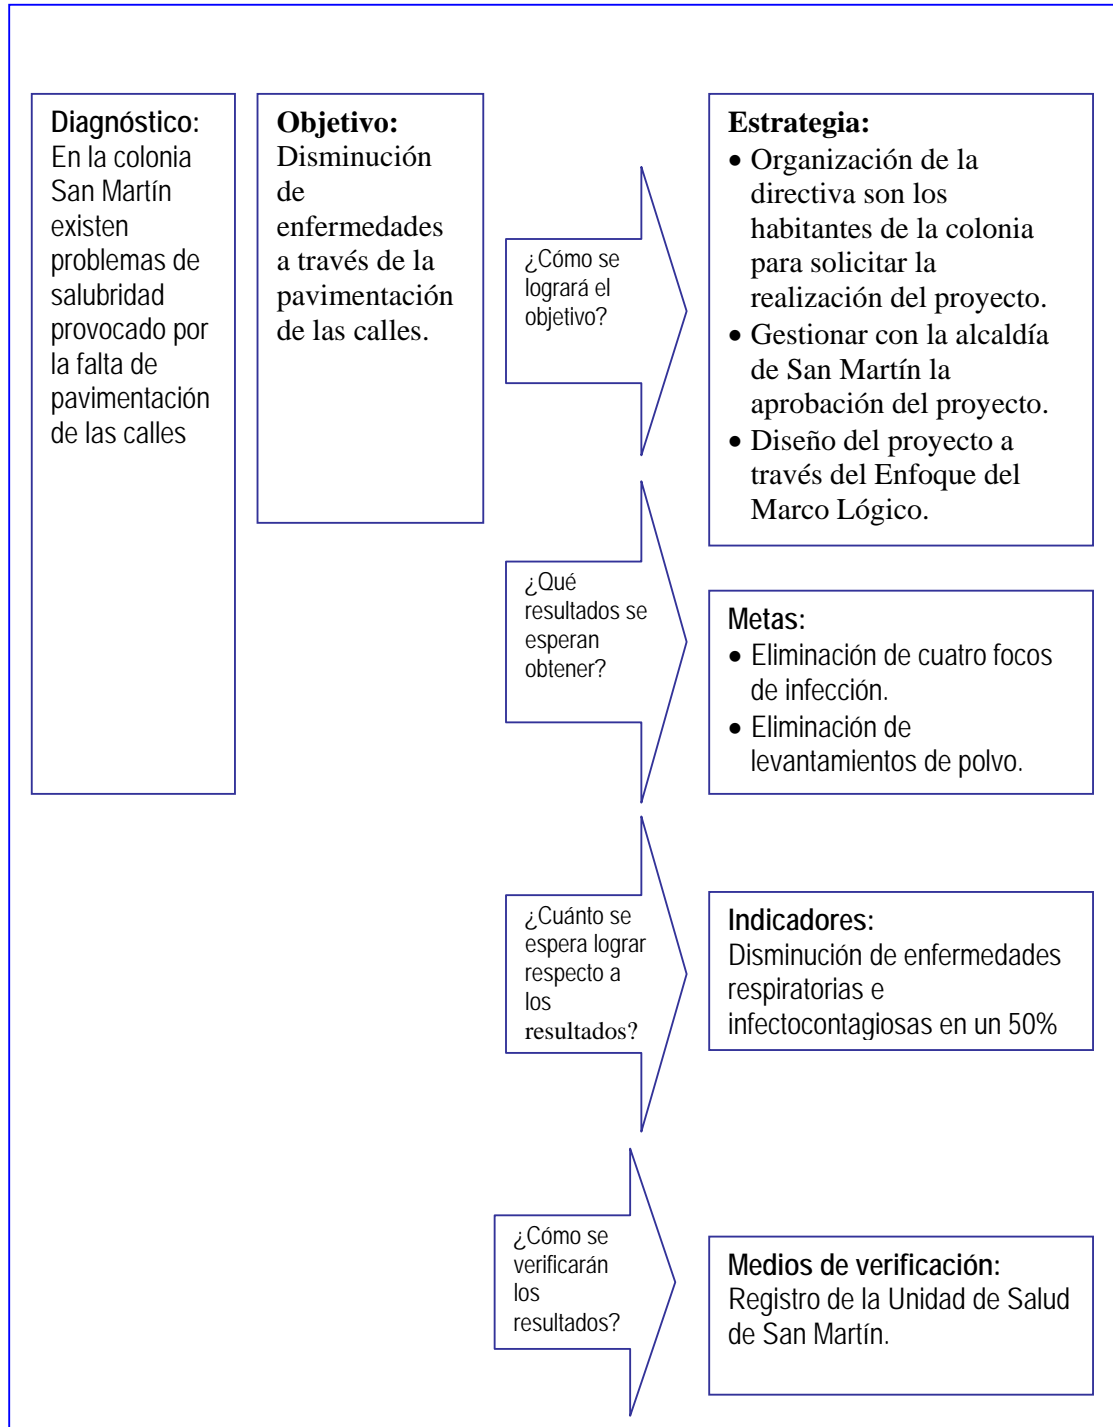 Diagnóstico:
En la colonia
San Martín
existen
problemas de
salubridad
provocado por
la falta de
pavimentación
de las calles
Objetivo:
Disminución
de
enfermedades
a través de la
pavimentación
de las calles.
¿Cómo se
logrará el
objetivo?
Estrategia:
• Organización de la
directiva son los
habitantes de la colonia
para solicitar la
realización del proyecto.
• Gestionar con la alcaldía
de San Martín la
aprobación del proyecto.
• Diseño del proyecto a
través del Enfoque del
Marco Lógico.
¿Qué
resultados se
esperan
obtener?
Metas:
• Eliminación de cuatro focos
de infección.
• Eliminación de
levantamientos de polvo.
¿Cuánto se
espera lograr
respecto a
los
resultados?
Indicadores:
Disminución de enfermedades
respiratorias e
infectocontagiosas en un 50%
¿Cómo se
verificarán
los
resultados?
Medios de verificación:
Registro de la Unidad de Salud
de San Martín.